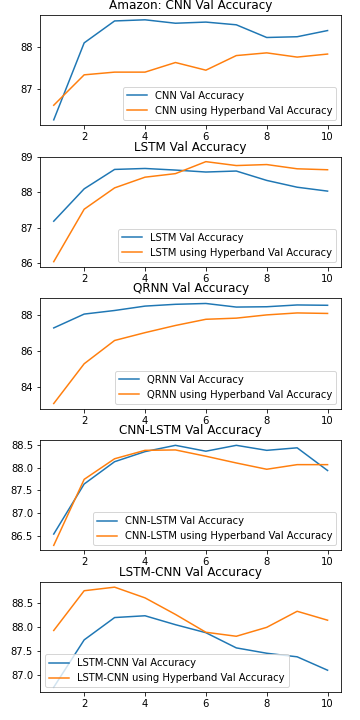 Amazon: CNN Val Accuracy
88
87
CNN Val Accuracy
CNN using Hyperband Val Accuracy
2 4 6 8 10
LSTM Val Accuracy
89
88
87
86
LSTM Val Accuracy
LSTM using Hyperband Val Accuracy
2 4 6 8 10
QRNN Val Accuracy
88
86
84
QRNN Val Accuracy
QRNN using Hyperband Val Accuracy
2 4 6 8 10
CNN-LSTM Val Accuracy
88.5
88.0
87.5
87.0
86.5
CNN-LSTM Val Accuracy
CNN-LSTM using Hyperband Val Accuracy
2 4 6 8 10
LSTM-CNN Val Accuracy
88.5
88.0
87.5
87.0
LSTM-CNN Val Accuracy
LSTM-CNN using Hyperband Val Accuracy
2 4 6 8 10